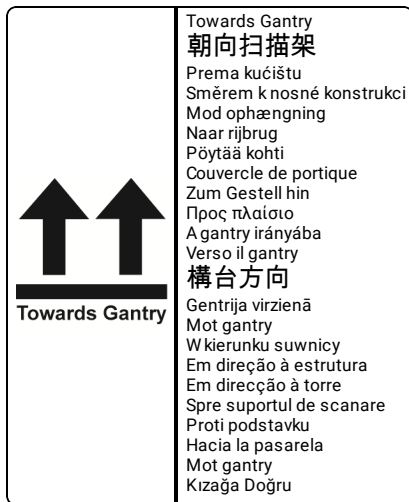 Towards Gantry
Towards Gantry
朝向扫描架
Prema kućištu
Směrem k nosné konstrukci
Mod ophængning
Naar rijbrug
Pöytää kohti
Couvercle de portique
Zum Gestell hin
Προς πλαίσιο
A gantry irányába
Verso il gantry
構台方向
Gentrija virzienā
Mot gantry
W kierunku suwnicy
Em direção à estrutura
Em direcção à torre
Spre suportul de scanare
Proti podstavku
Hacia la pasarela
Mot gantry
Kızağa Doğru